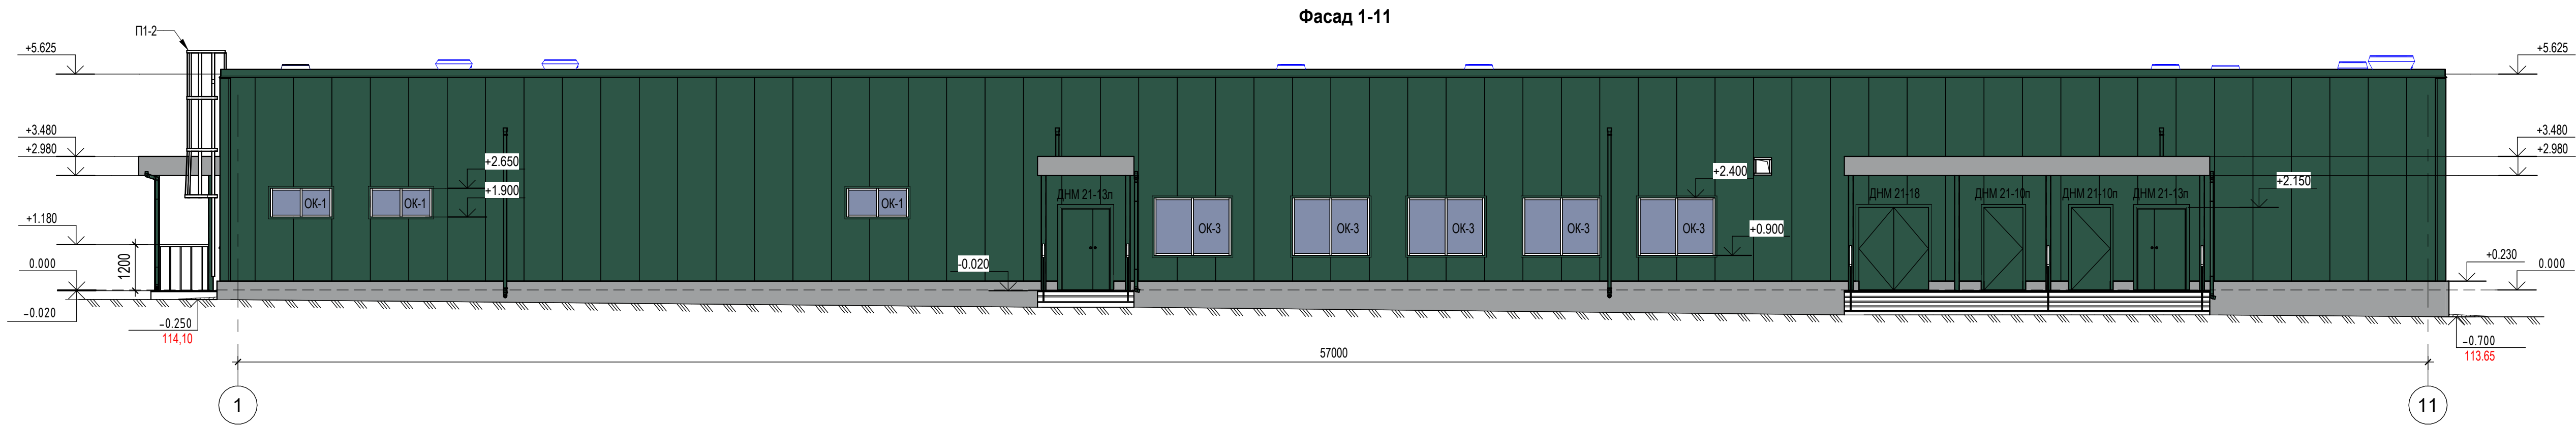 Фасад 1-11
П1-2
+5.625
+5.625
+3.480
+2.980
+3.480
+2.980
+2.650
+1.900
+2.400
+2.150
ДНМ 21-13л
ДНМ 21-18
ДНМ 21-10п
ДНМ 21-10п
ДНМ 21-13л
ОК-1
ОК-1
ОК-1
ОК-3
ОК-3
ОК-3
ОК-3
ОК-3
+1.180
+0.900
1200
0.000
-0.020
+0.230
0.000
-0.020
-0.250
114,10
-0.700
113.65
57000
1
11